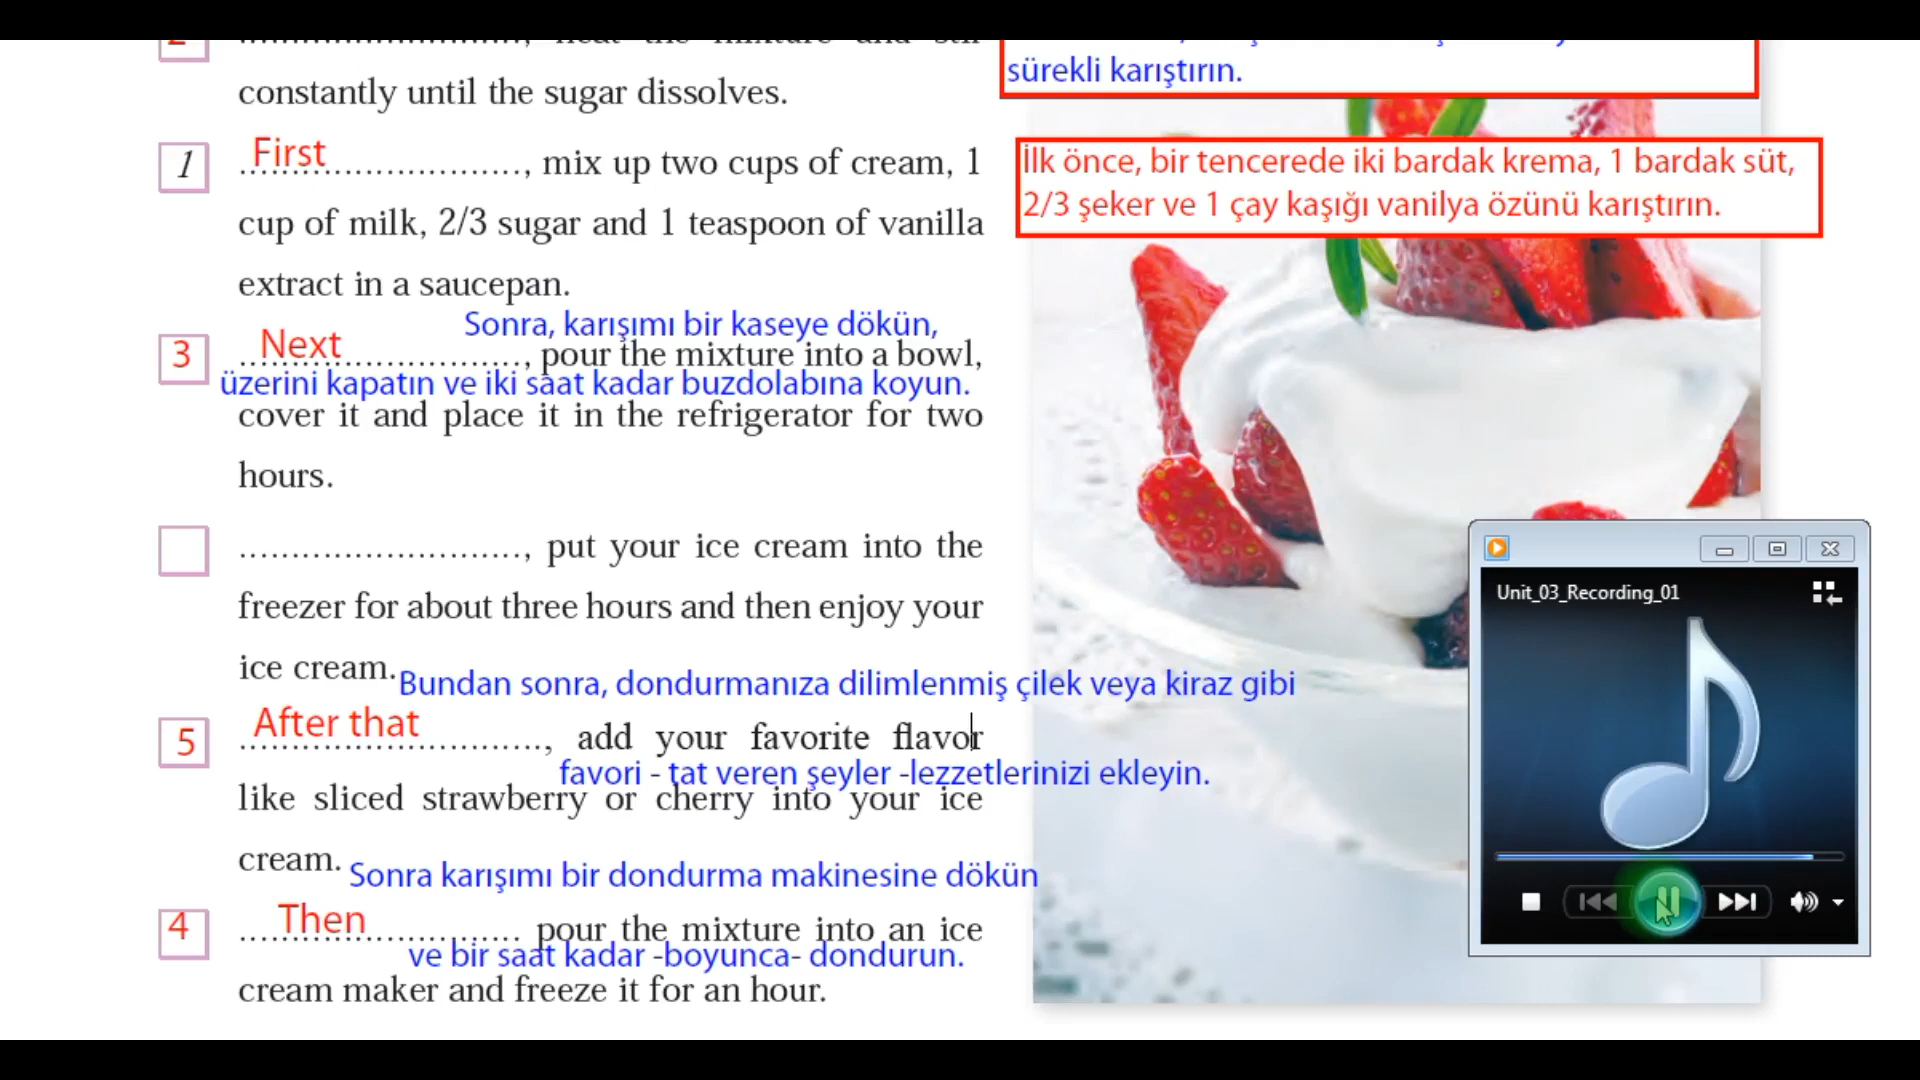 2 ..........................., heat the mixture and stir
constantly until the sugar dissolves.
sürekli karıştırın.
1 First ..........................., mix up two cups of cream, 1
cup of milk, 2/3 sugar and 1 teaspoon of vanilla
extract in a saucepan.
İlk önce, bir tencerede iki bardak krema, 1 bardak süt,
2/3 şeker ve 1 çay kaşığı vanilya özünü karıştırın.
Sonra, karışımı bir kaseye dökün,
3 Next ..........................., pour the mixture into a bowl,
üzerini kapatın ve iki saat kadar buzdolabına koyun.
cover it and place it in the refrigerator for two
hours.
..........................., put your ice cream into the
freezer for about three hours and then enjoy your
ice cream.
Bundan sonra, dondurmanıza dilimlenmiş çilek veya kiraz gibi
5 After that ............................., add your favorite flavor
favori - tat veren şeyler -lezzetlerinizi ekleyin.
like sliced strawberry or cherry into your ice
cream.
Sonra karışımı bir dondurma makinesine dökün
4 Then ........................... pour the mixture into an ice
ve bir saat kadar -boyunca- dondurun.
cream maker and freeze it for an hour.
Unit_03_Recording_01